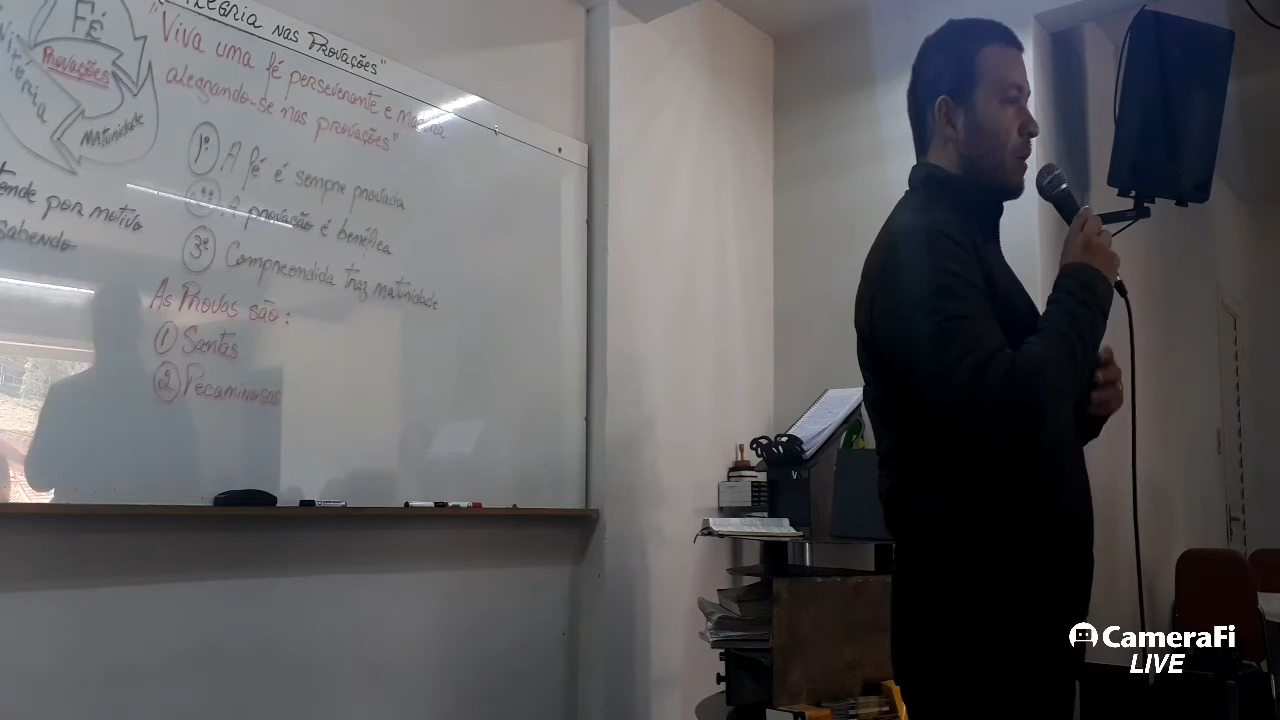 ALEGRIA NAS PROVAÇÕES"
"Viva uma fé perseverante e madura
alegrando-se nas provações"
Fé
Provações
Vitória
Maturidade
1º A Fé é sempre provada
2º A provação é benéfica
3º Compreendida traz maturidade
tende por motivo
sabendo
As Provas são:
1 Santas
2 Pecaminosas
CameraFi
LIVE